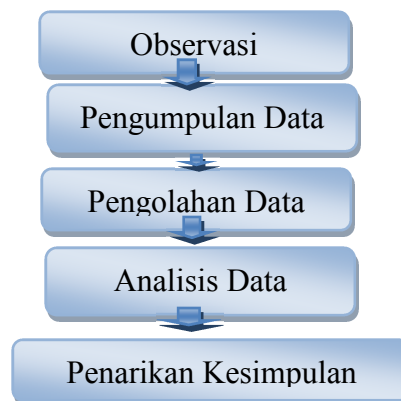 Observasi
Pengumpulan Data
Pengolahan Data
Analisis Data
Penarikan Kesimpulan